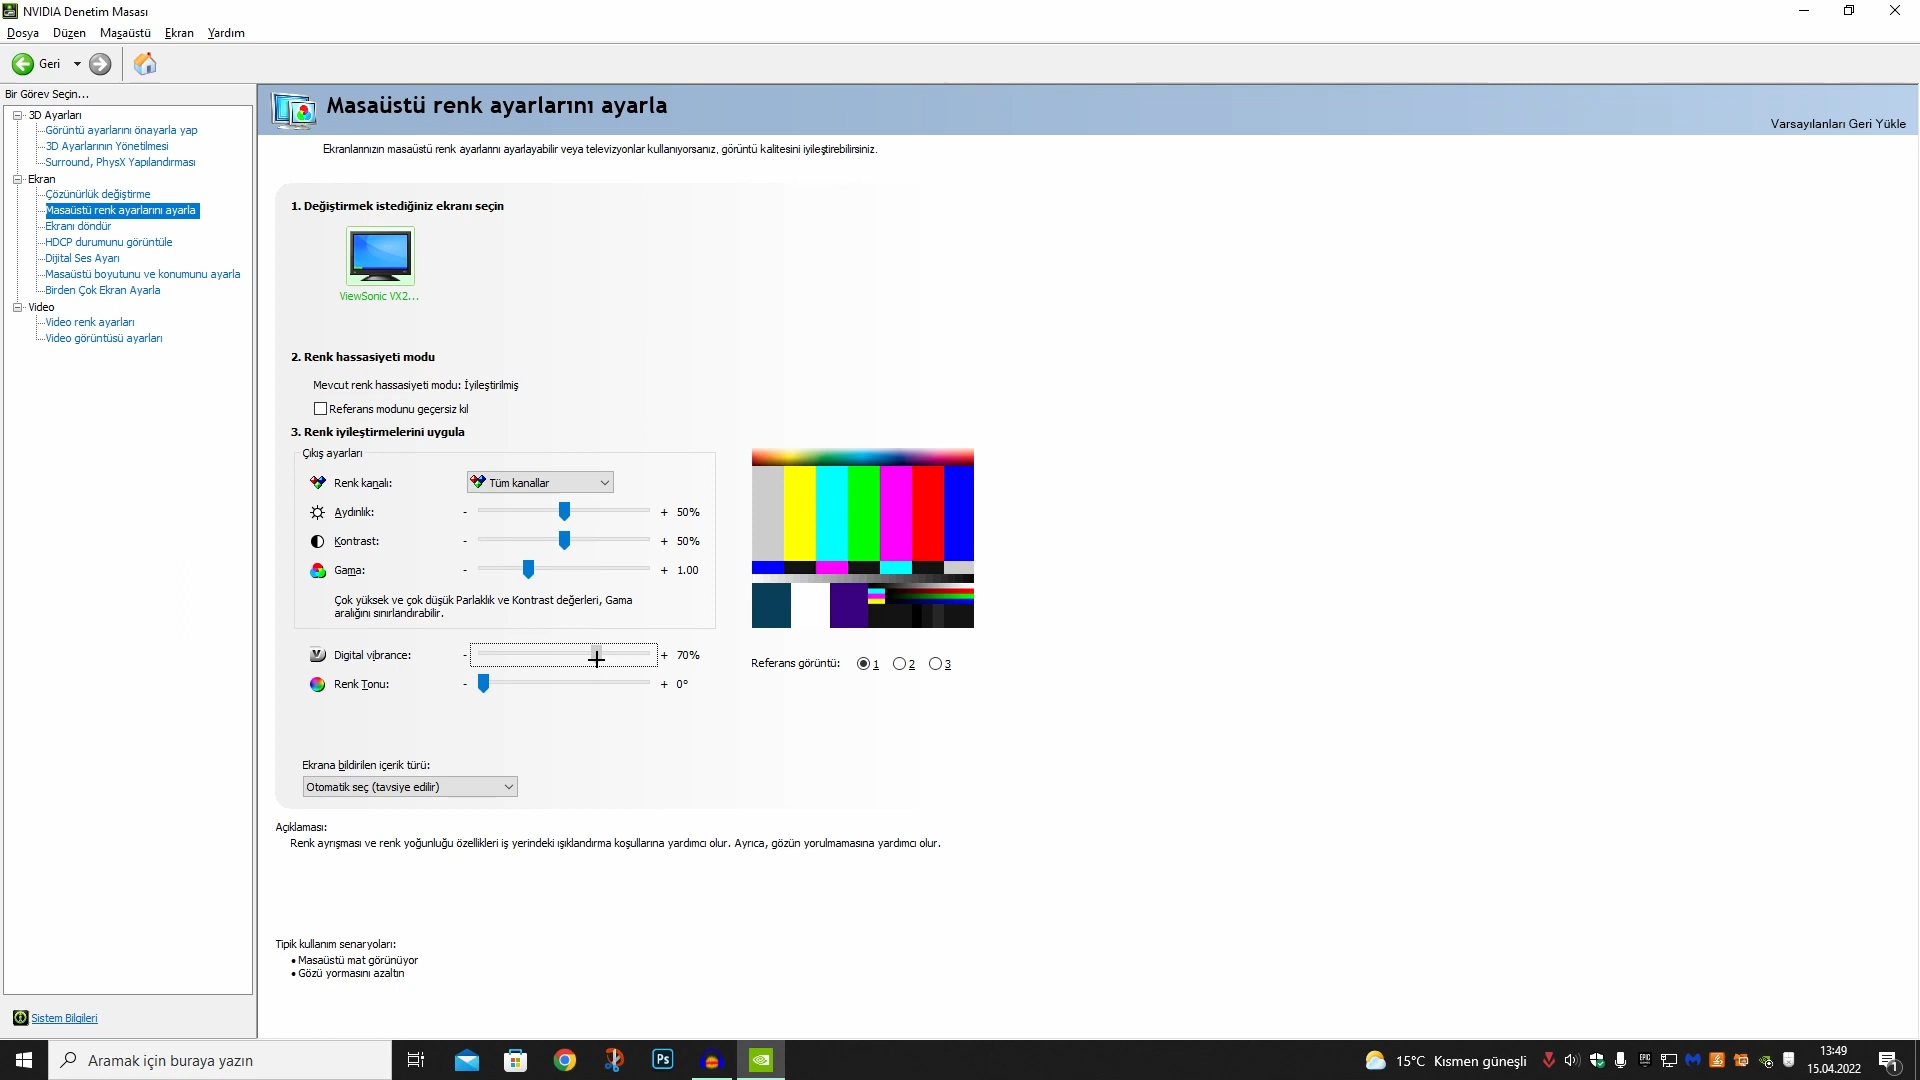 NVIDIA Denetim Masası
Dosya Düzen Masaüstü Ekran Yardım
Geri
Bir Görev Seçin...
3D Ayarları
Görüntü ayarlarını önayarla yap
3D Ayarlarının Yönetilmesi
Surround, PhysX Yapılandırması
Ekran
Çözünürlük değiştirme
Masaüstü renk ayarlarını ayarla
Ekranı döndür
HDCP durumunu görüntüle
Dijital Ses Ayarı
Masaüstü boyutunu ve konumunu ayarla
Birden Çok Ekran Ayarla
Video
Video renk ayarları
Video görüntüsü ayarları
Sistem Bilgileri
Masaüstü renk ayarlarını ayarla
Varsayılanları Geri Yükle
Ekranlarınızın masaüstü renk ayarlarını ayarlayabilir veya televizyonlar kullanıyorsanız, görüntü kalitesini iyileştirebilirsiniz.
1. Değiştirmek istediğiniz ekranı seçin
ViewSonic VX2...
2. Renk hassasiyeti modu
Mevcut renk hassasiyeti modu: İyileştirilmiş
Referans modunu geçersiz kıl
3. Renk iyileştirmelerini uygula
Çıkış ayarları
Renk kanalı: Tüm kanallar
Aydınlık: - + 50%
Kontrast: - + 50%
Gama: - + 1.00
Çok yüksek ve çok düşük Parlaklık ve Kontrast değerleri, Gama
aralığını sınırlandırabilir.
Digital vibrance: - + 70%
Renk Tonu: - + 0°
Referans görüntü: 1 2 3
Ekrana bildirilen içerik türü:
Otomatik seç (tavsiye edilir)
Açıklaması:
Renk ayrışması ve renk yoğunluğu özellikleri iş yerindeki ışıklandırma koşullarına yardımcı olur. Ayrıca, gözün yorulmamasına yardımcı olur.
Tipik kullanım senaryoları:
• Masaüstü mat görünüyor
• Gözü yormasını azaltın
Aramak için buraya yazın
Ps
15°C Kısmen güneşli
EPIC
13:49
15.04.2022
1